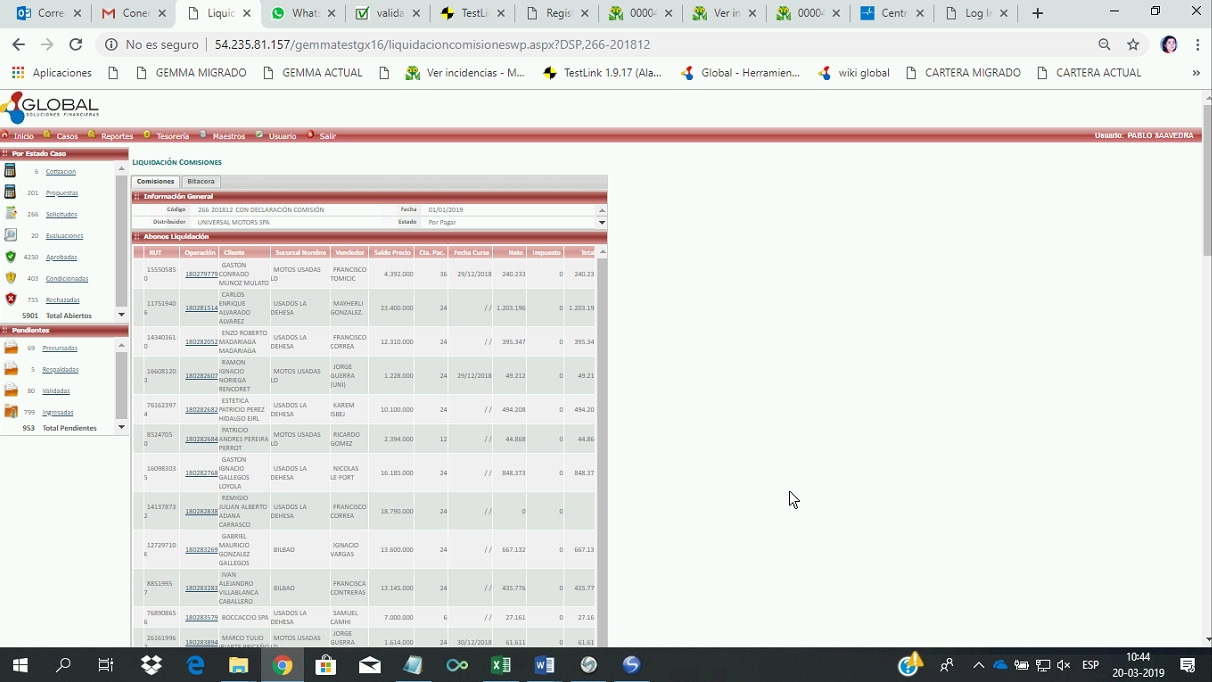 Corre
Conec
Liquic
What:
valida
TestLi
Regis
0000
Ver in
0000
Centr
Log In
No es seguro | 54.235.81.157/gemmatestgx16/liquidacioncomisioneswp.aspx?DSP,266-201812
Aplicaciones
GEMMA MIGRADO
GEMMA ACTUAL
Ver incidencias - M...
TestLink 1.9.17 (Ala...
Global - Herramien...
wiki global
CARTERA MIGRADO
CARTERA ACTUAL
GLOBAL
SOLUCIONES FINANCIERAS
Inicio Casos Reportes Tesorería Maestros Usuario Salir Usuario: PABLO SAAVEDRA
Por Estado Caso
6 Cotizacion
201 Propuestas
266 Solicitudes
20 Evaluaciones
4250 Aprobadas
403 Condicionadas
755 Rechazadas
5901 Total Abiertos
Pendientes
69 Precursadas
5 Respaldadas
80 Validadas
799 Ingresadas
953 Total Pendientes
LIQUIDACIÓN COMISIONES
Comisiones Bitacora
Información General
Código 266 201812 CON DECLARACIÓN COMISIÓN Fecha 01/01/2019
Distribuidor UNIVERSAL MOTORS SPA Estado Por Pagar
Abonos Liquidación
RUT Operación Cliente Sucursal Nombre Vendedor Saldo Precio Cta. Pac. Fecha Curse Neto Impuesto Tota
15550585-0 180279779 GASTON CONRADO MUNOZ MULATO MOTOS USADAS LD FRANCISCO TOMICIC 4.392.000 36 29/12/2018 240.233 0 240.23
11751940-6 180281514 CARLOS ENRIQUE ALVARADO ALVAREZ USADOS LA DEHESA MAYHERLI GONZALEZ. 23.400.000 24 / / 1.203.196 0 1.203.19
14340361-0 180282052 ENZO ROBERTO MADARIAGA MADARIAGA USADOS LA DEHESA FRANCISCO CORREA 12.310.000 24 / / 395.347 0 395.34
16608120-3 180282607 RAMON IGNACIO NORIEGA RENCORET MOTOS USADAS LD JORGE GUERRA (UNI) 1.228.000 24 29/12/2018 49.212 0 49.21
76162397-4 180282682 ESTETICA PATRICIO PEREZ HIDALGO EIRL USADOS LA DEHESA KAREM ISBEJ 10.100.000 24 / / 494.208 0 494.20
8524705-0 180282684 PATRICIO ANDRES PEREIRA PERROT MOTOS USADAS LD RICARDO GOMEZ 2.394.000 12 / / 44.868 0 44.86
16098303-5 180282768 GASTON IGNACIO GALLEGOS LOYOLA USADOS LA DEHESA NICOLAS LE FORT 16.185.000 24 / / 848.373 0 848.37
14137873-2 180282838 REMIGIO JULIAN ALBERTO ADANA CARRASCO USADOS LA DEHESA FRANCISCO CORREA 18.790.000 24 / / 0 0
12729710-K 180283269 GABRIEL MAURICIO GONZALEZ GALLEGOS BILBAO IGNACIO VARGAS 13.600.000 24 / / 667.132 0 667.13
8851995-7 180283283 IVAN ALEJANDRO VILLABLANCA CABALLERO BILBAO FRANCISCA CONTRERAS 13.145.000 24 / / 435.776 0 435.77
76890866-6 180283579 BOCCACCIO SPA USADOS LA DEHESA SAMUEL CAMHI 7.000.000 6 / / 27.161 0 27.16
26161996 180283894 MARCO TULIO MOTOS USADAS JORGE GUERRA 1.614.000 24 30/12/2018 61.611 0 61.61
ESP
10:44
20-03-2019